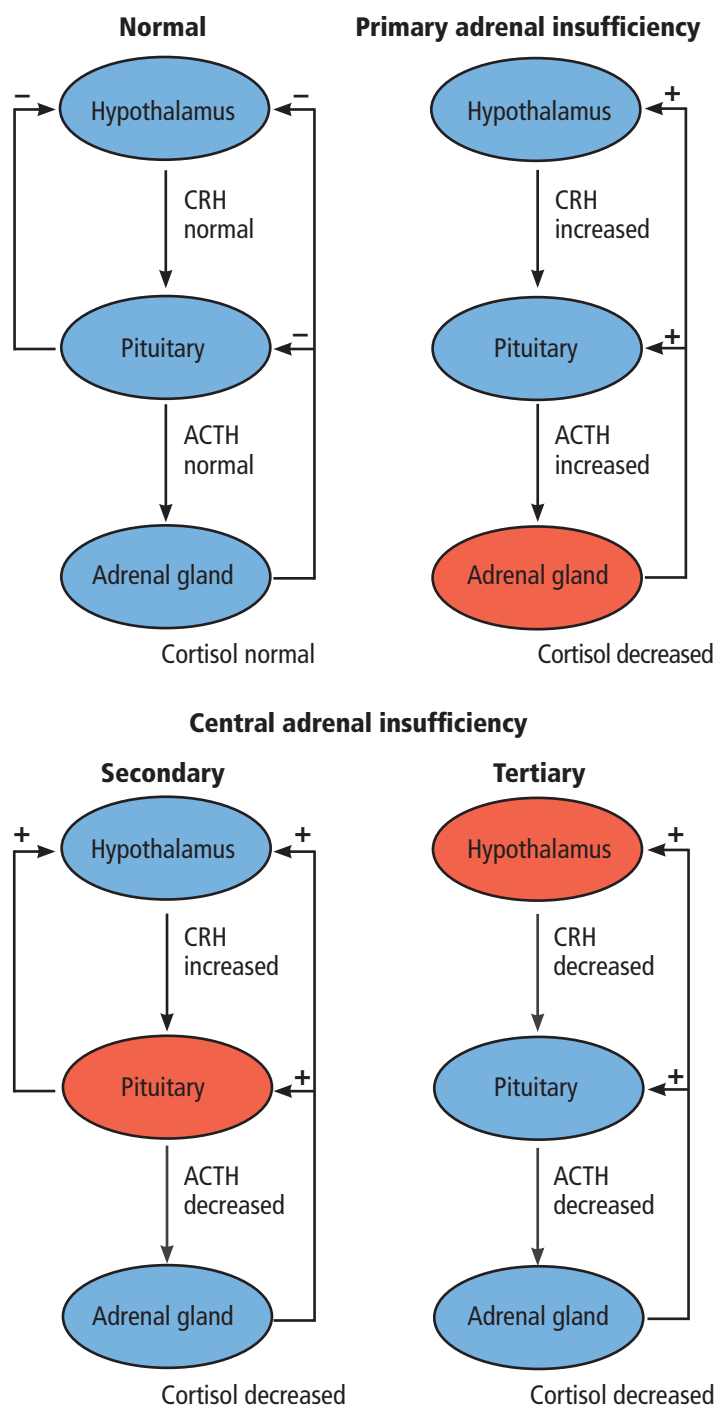 Normal
−
−
Hypothalamus
CRH
normal
−
Pituitary
ACTH
normal
Adrenal gland
Cortisol normal
Primary adrenal insufficiency
+
Hypothalamus
CRH
increased
+
Pituitary
ACTH
increased
Adrenal gland
Cortisol decreased
Central adrenal insufficiency
Secondary
+
+
Hypothalamus
CRH
increased
+
Pituitary
ACTH
decreased
Adrenal gland
Cortisol decreased
Tertiary
+
Hypothalamus
CRH
decreased
+
Pituitary
ACTH
decreased
Adrenal gland
Cortisol decreased